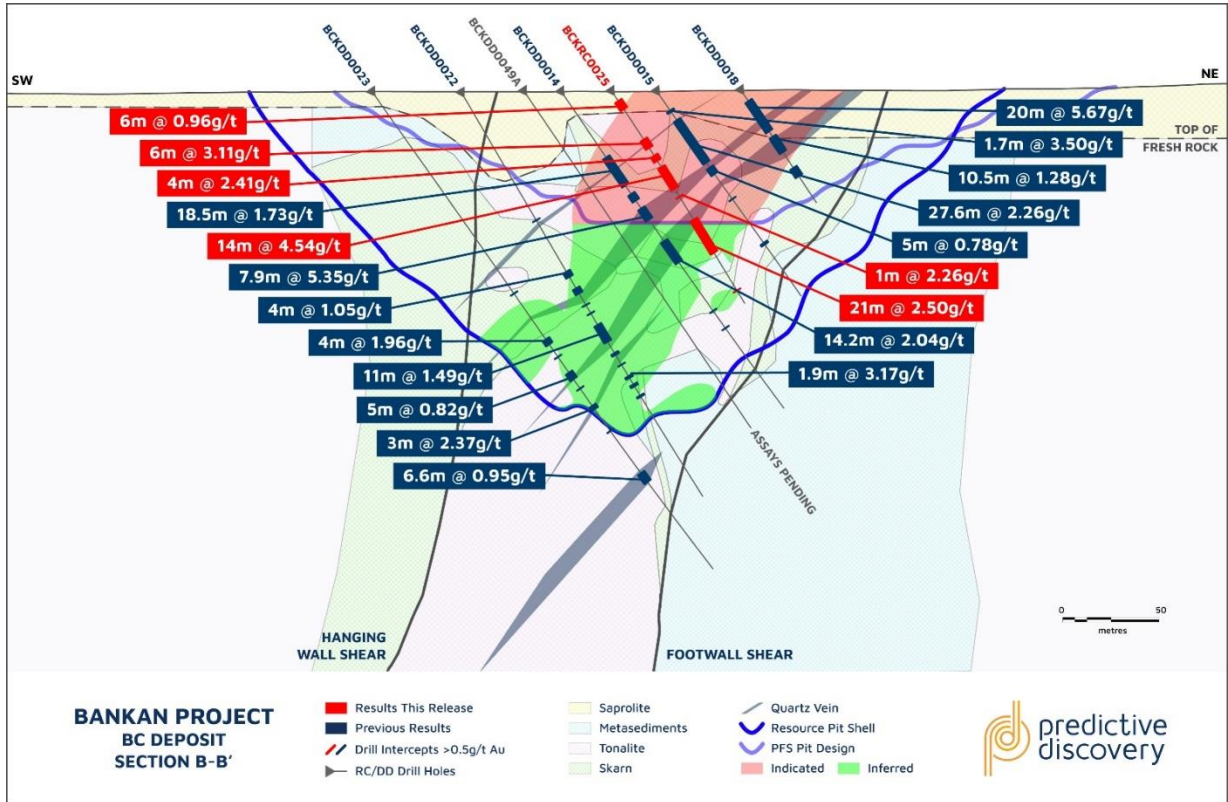 BCKDD0023
BCKDD0022
BCKDD0049A
BCKDD0014
BCKRC0025
BCKDD0015
BCKDD0018
SW
NE
6m @ 0.96g/t
6m @ 3.11g/t
4m @ 2.41g/t
18.5m @ 1.73g/t
14m @ 4.54g/t
7.9m @ 5.35g/t
4m @ 1.05g/t
4m @ 1.96g/t
11m @ 1.49g/t
5m @ 0.82g/t
3m @ 2.37g/t
6.6m @ 0.95g/t
20m @ 5.67g/t
TOP OF
FRESH ROCK
1.7m @ 3.50g/t
10.5m @ 1.28g/t
27.6m @ 2.26g/t
5m @ 0.78g/t
1m @ 2.26g/t
21m @ 2.50g/t
14.2m @ 2.04g/t
1.9m @ 3.17g/t
ASSAYS PENDING
0 50
metres
HANGING
WALL SHEAR
FOOTWALL SHEAR
BANKAN PROJECT
BC DEPOSIT
SECTION B-B'
Results This Release
Previous Results
Drill Intercepts >0.5g/t Au
RC/DD Drill Holes
Saprolite
Metasediments
Tonalite
Skarn
Quartz Vein
Resource Pit Shell
PFS Pit Design
Indicated
Inferred
predictive
discovery